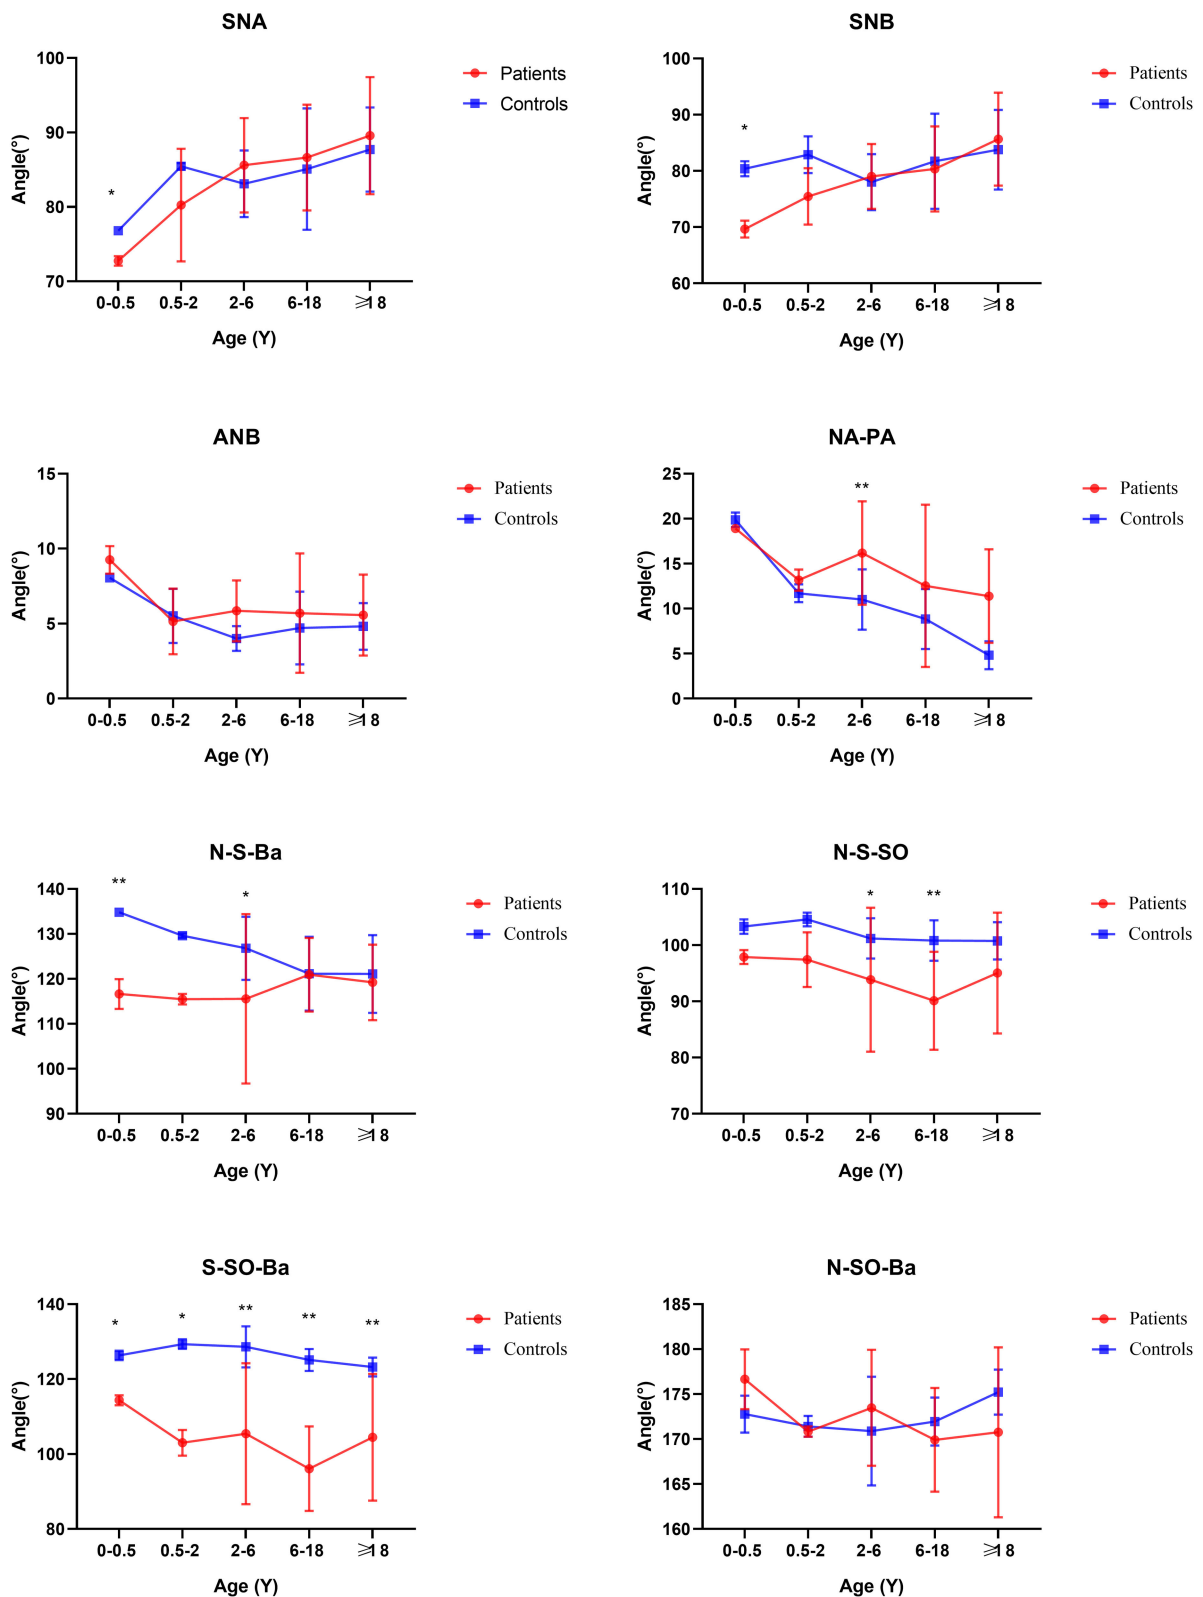 SNA
100
90
80
70
Angle(°)
*
0-0.5 0.5-2 2-6 6-18 ⩾18
Age (Y)
Patients
Controls
SNB
100
90
80
70
60
Angle(°)
*
0-0.5 0.5-2 2-6 6-18 ⩾18
Age (Y)
Patients
Controls
ANB
15
10
5
0
Angle(°)
0-0.5 0.5-2 2-6 6-18 ⩾18
Age (Y)
Patients
Controls
NA-PA
25
20
15
10
5
0
Angle(°)
**
0-0.5 0.5-2 2-6 6-18 ⩾18
Age (Y)
Patients
Controls
N-S-Ba
140
130
120
110
100
90
Angle(°)
** *
0-0.5 0.5-2 2-6 6-18 ⩾18
Age (Y)
Patients
Controls
N-S-SO
110
100
90
80
70
Angle(°)
* **
0-0.5 0.5-2 2-6 6-18 ⩾18
Age (Y)
Patients
Controls
S-SO-Ba
140
120
100
80
Angle(°)
* * ** ** **
0-0.5 0.5-2 2-6 6-18 ⩾18
Age (Y)
Patients
Controls
N-SO-Ba
185
180
175
170
165
160
Angle(°)
0-0.5 0.5-2 2-6 6-18 ⩾18
Age (Y)
Patients
Controls